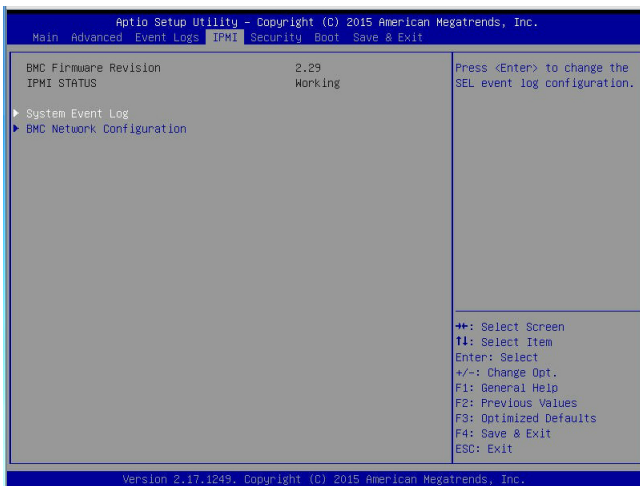 Aptio Setup Utility - Copyright (C) 2015 American Megatrends, Inc.
Main Advanced Event Logs IPMI Security Boot Save & Exit
BMC Firmware Revision 2.29
IPMI STATUS Working
System Event Log
BMC Network Configuration
Press <Enter> to change the
SEL event log configuration.
→←: Select Screen
↑↓: Select Item
Enter: Select
+/-: Change Opt.
F1: General Help
F2: Previous Values
F3: Optimized Defaults
F4: Save & Exit
ESC: Exit
Version 2.17.1249. Copyright (C) 2015 American Megatrends, Inc.